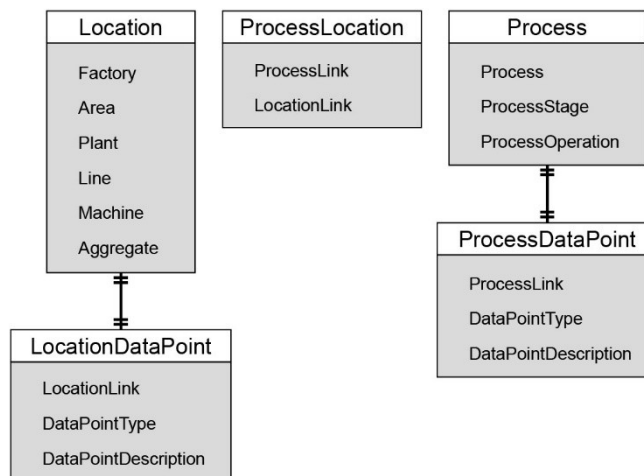 Location
Factory
Area
Plant
Line
Machine
Aggregate
LocationDataPoint
LocationLink
DataPointType
DataPointDescription
ProcessLocation
ProcessLink
LocationLink
Process
Process
ProcessStage
ProcessOperation
ProcessDataPoint
ProcessLink
DataPointType
DataPointDescription